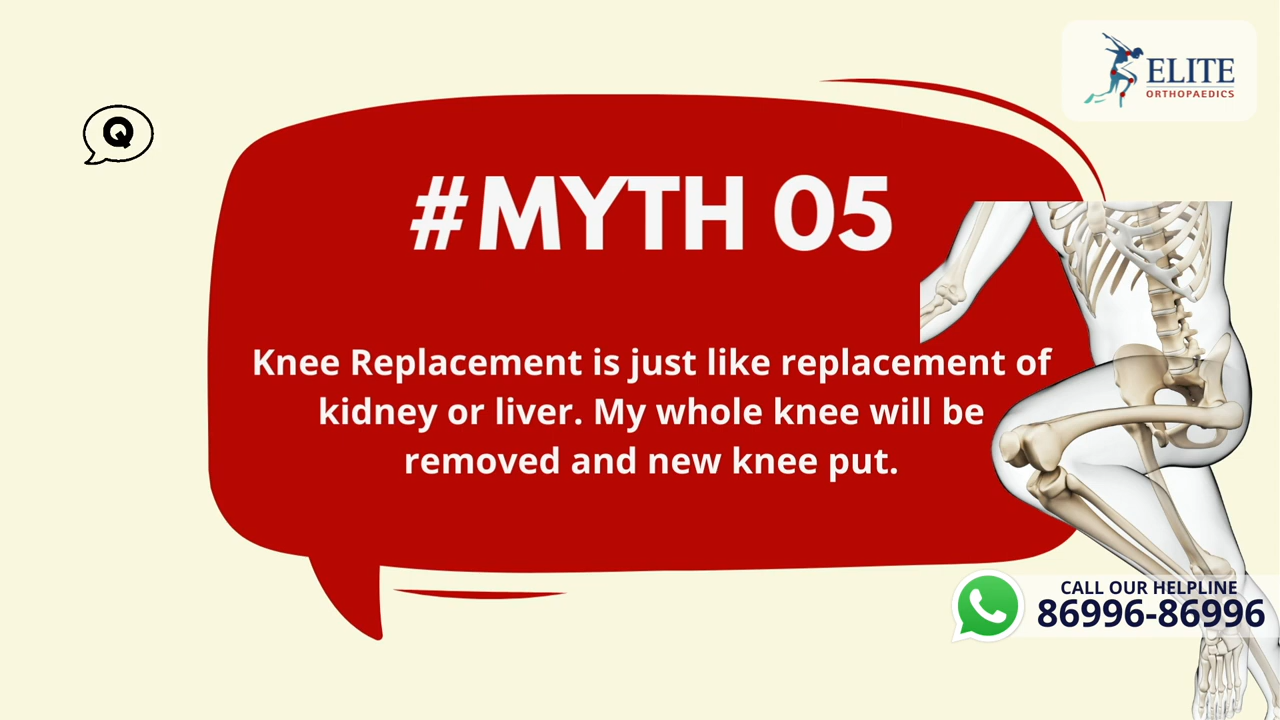 ELITE
ORTHOPAEDICS
Q
#MYTH 05
Knee Replacement is just like replacement of
kidney or liver. My whole knee will be
removed and new knee put.
CALL OUR HELPLINE
86996-86996